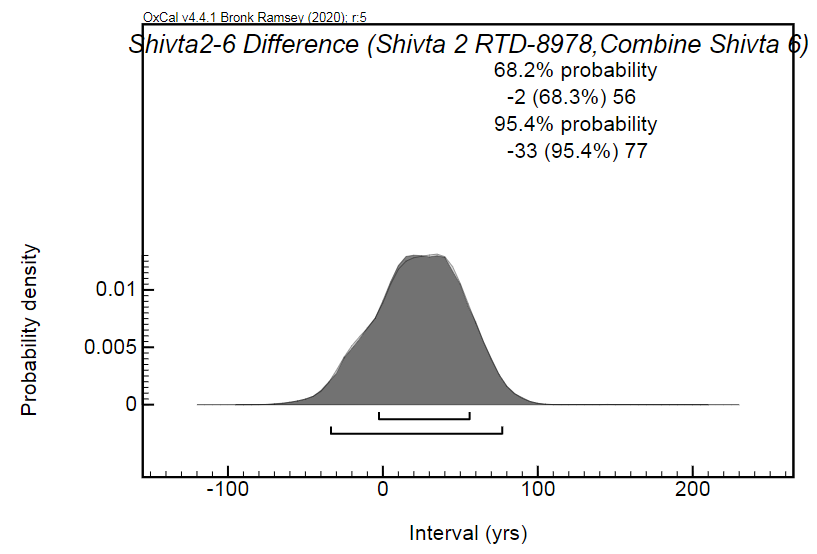 OxCal v4.4.1 Bronk Ramsey (2020); r:5
Shivta2-6 Difference (Shivta 2 RTD-8978,Combine Shivta 6)
68.2% probability
-2 (68.3%) 56
95.4% probability
-33 (95.4%) 77
Probability density
0.01
0.005
0
-100 0 100 200
Interval (yrs)